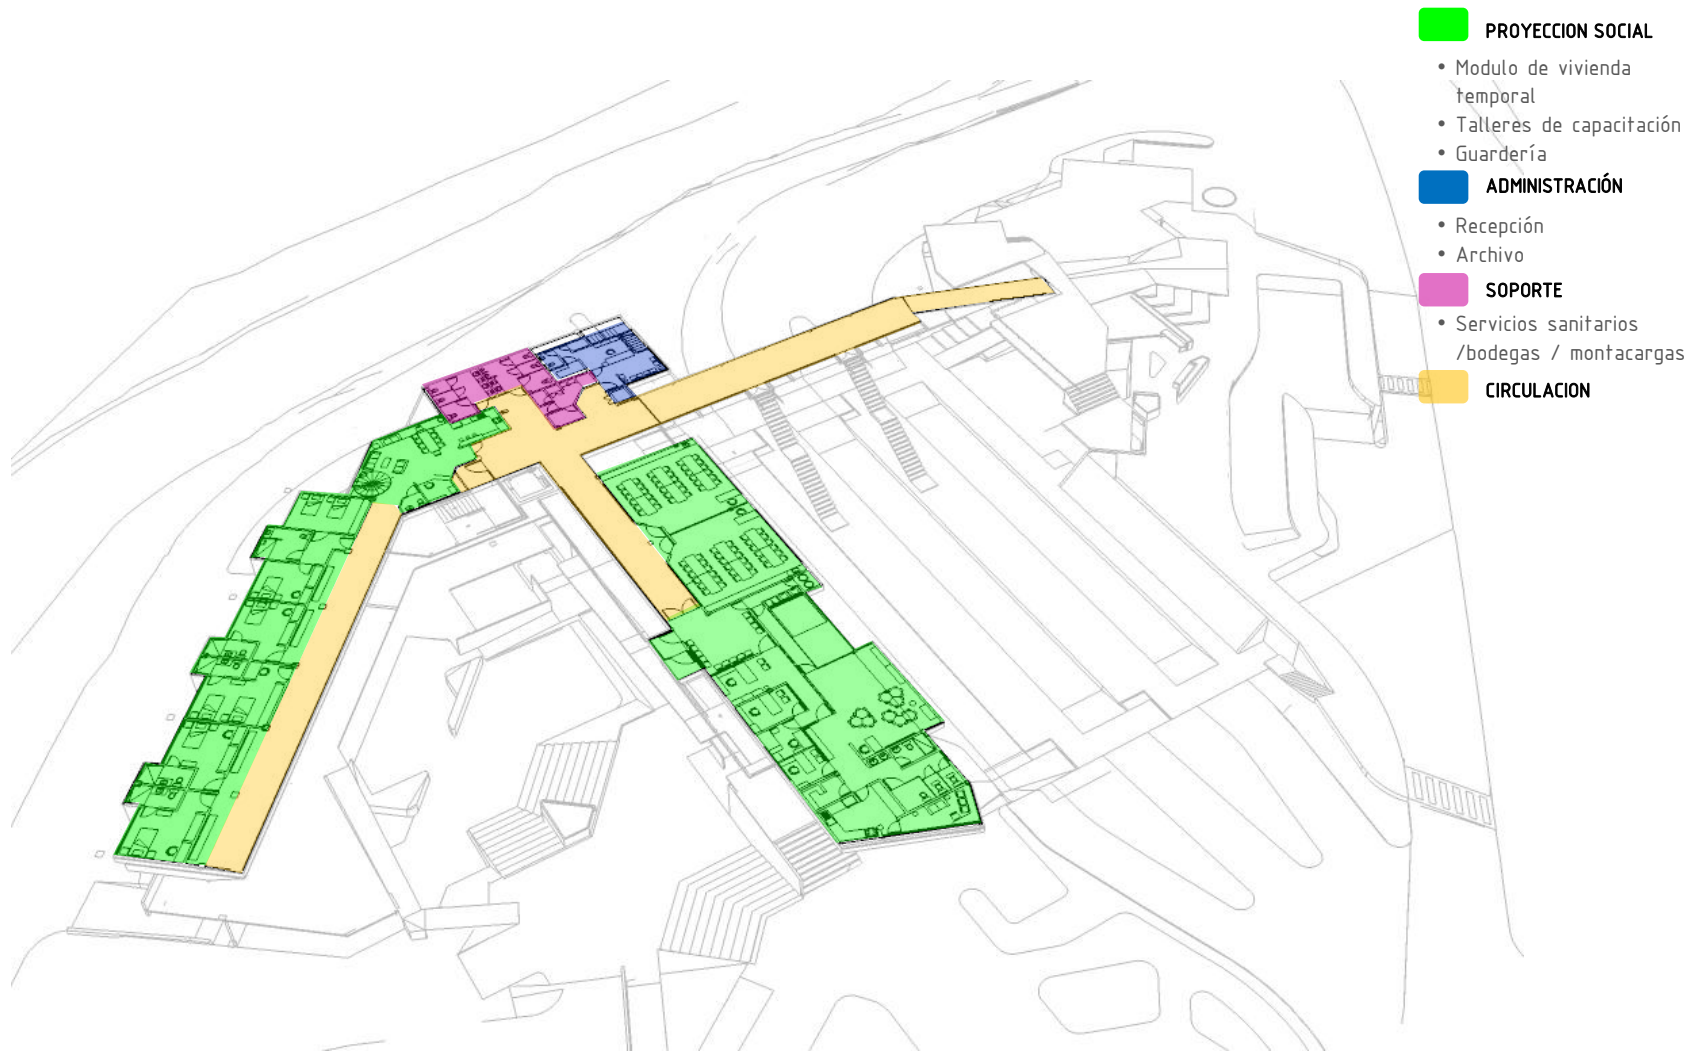 PROYECCION SOCIAL
• Modulo de vivienda
temporal
• Talleres de capacitación
• Guardería
ADMINISTRACIÓN
• Recepción
• Archivo
SOPORTE
• Servicios sanitarios
/bodegas / montacargas
CIRCULACION